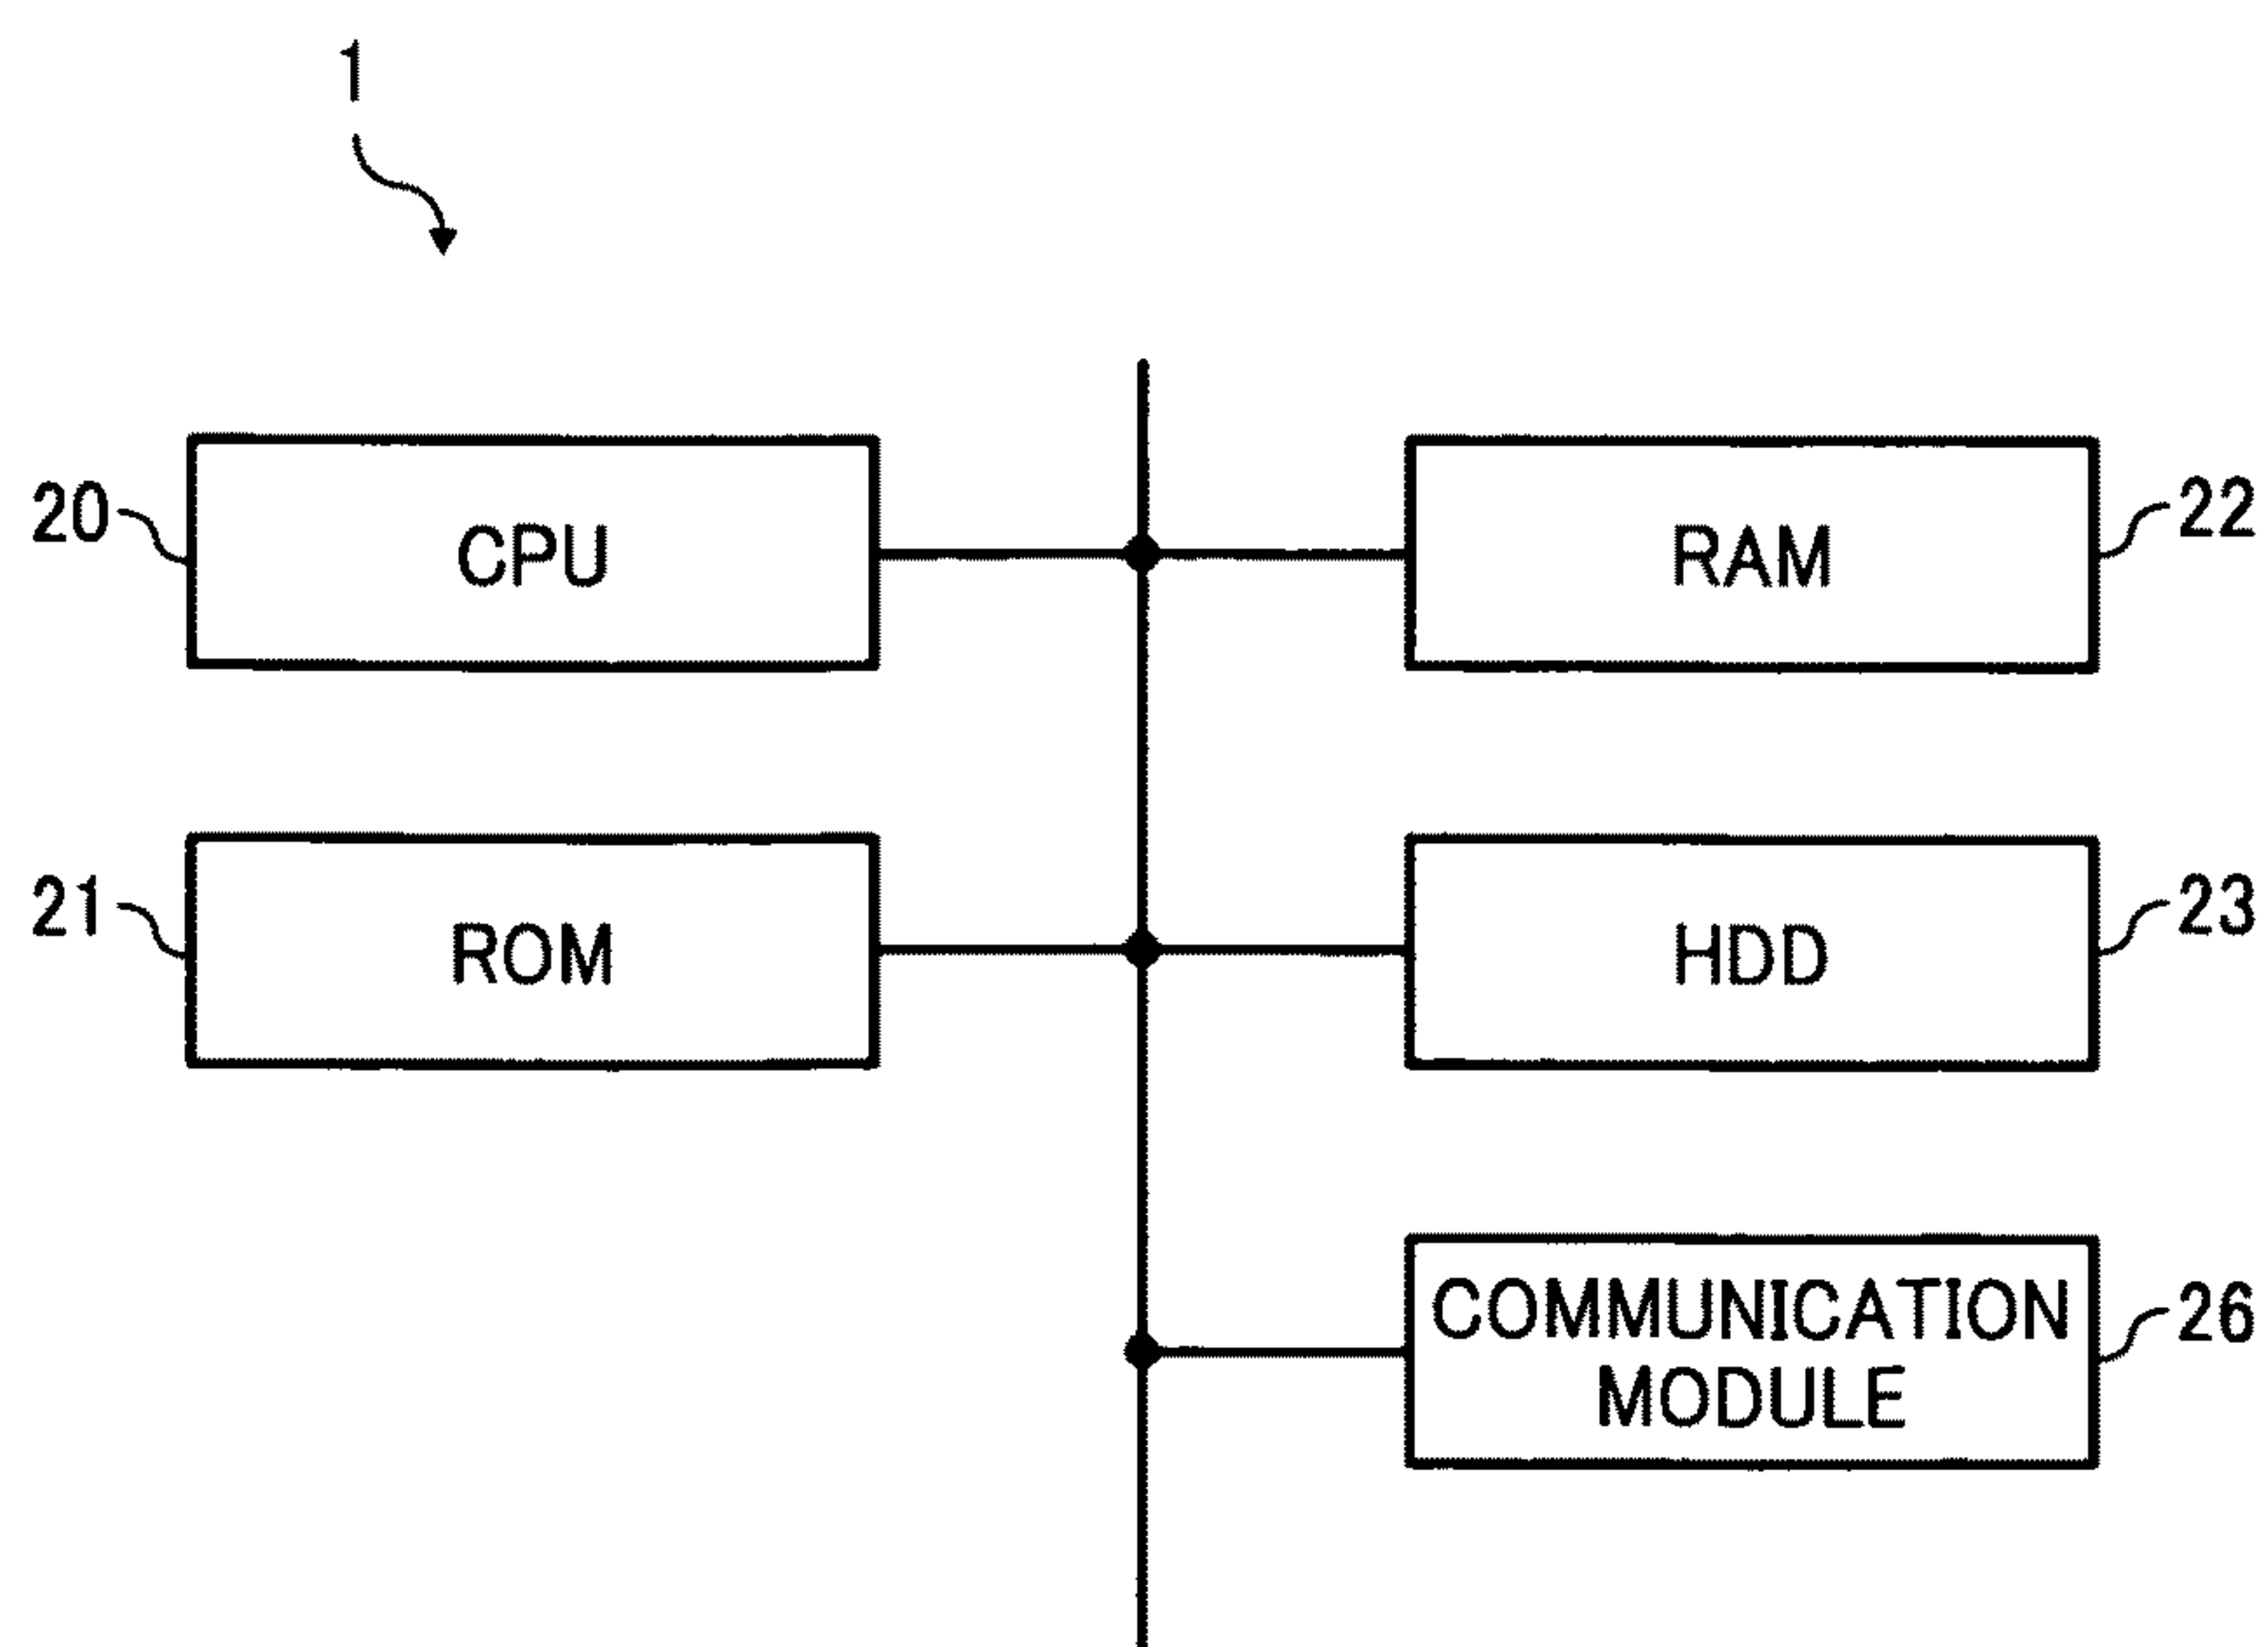 1
20
CPU
RAM
22
21
ROM
HDD
23
COMMUNICATION
MODULE
26